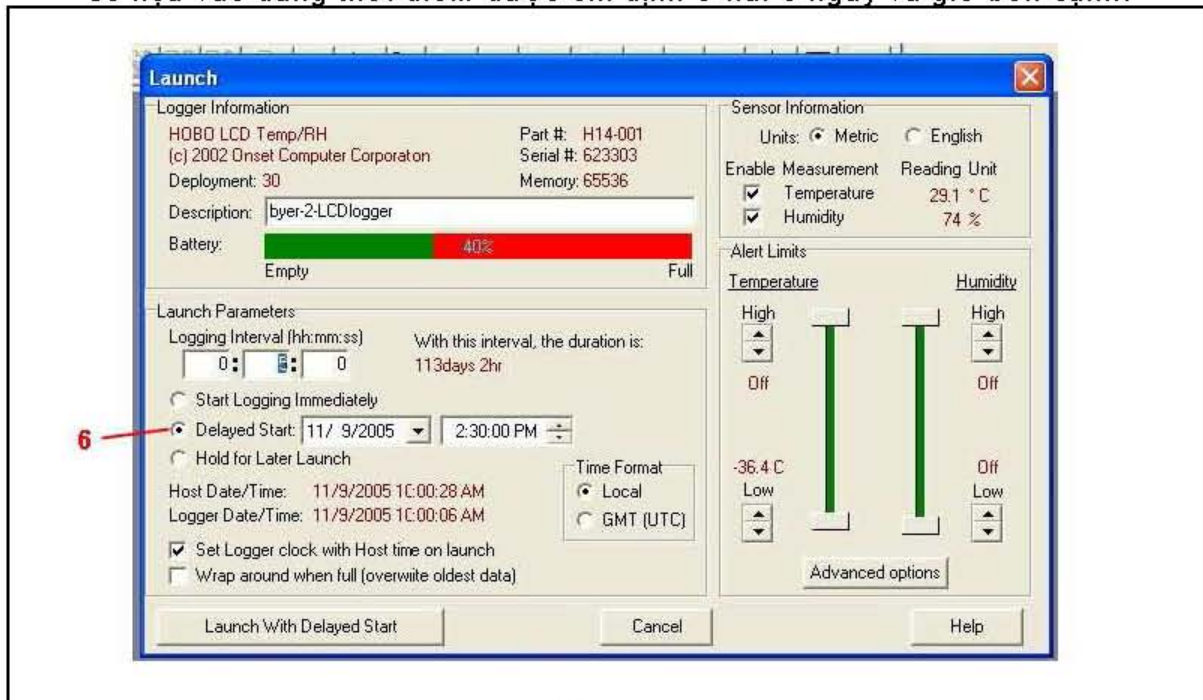 Launch
Logger Information
HOBO LCD Temp/RH
Part #: H14-001
(c) 2002 Onset Computer Corporaton
Serial #: 623303
Deployment: 30
Memory: 65536
Description: byer-2-LCDlogger
Battery: 40%
Empty
Full
Launch Parameters
Logging Interval (hh:mm:ss)
With this interval, the duration is:
0 : 5 : 0
113days 2hr
Start Logging Immediately
6
Delayed Start: 11/ 9/2005 2:30:00 PM
Hold for Later Launch
Host Date/Time: 11/9/2005 10:00:28 AM
Logger Date/Time: 11/9/2005 10:00:06 AM
Time Format
Local
GMT (UTC)
Set Logger clock with Host time on launch
Wrap around when full (overwrite oldest data)
Launch With Delayed Start
Cancel
Help
Sensor Information
Units: Metric English
Enable Measurement Reading Unit
Temperature 29.1 ° C
Humidity 74 %
Alert Limits
Temperature
Humidity
High
High
Off
Off
-36.4 C
Off
Low
Low
Advanced options